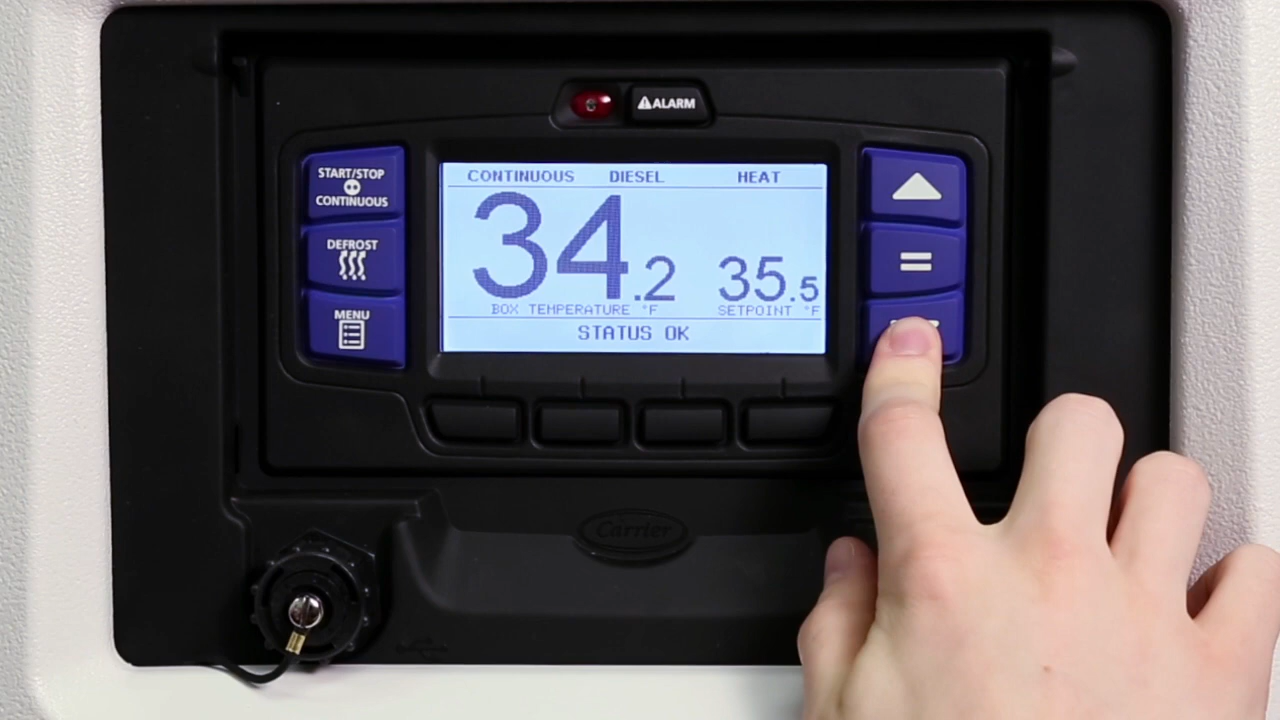 ALARM
START/STOP
CONTINUOUS
DEFROST
MENU
CONTINUOUS DIESEL HEAT
34.2 35.5
BOX TEMPERATURE °F SETPOINT °F
STATUS OK
=
Carrier